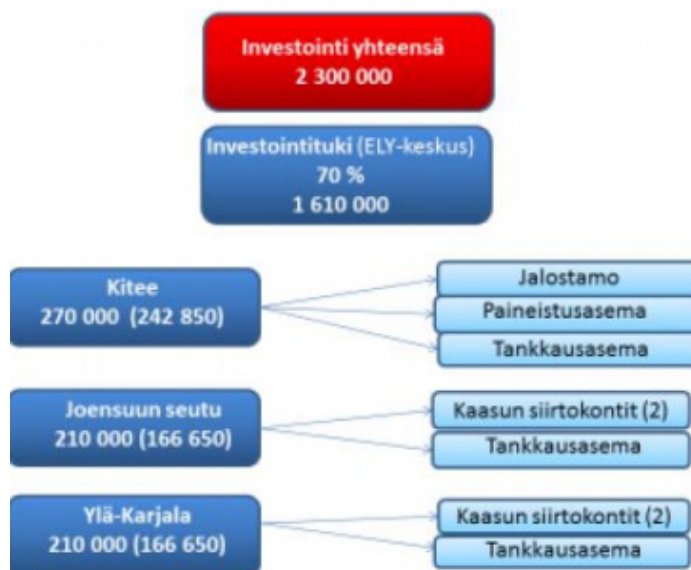 Investointi yhteensä
2 300 000
Investointituki (ELY-keskus)
70 %
1 610 000
Kitee
270 000 (242 850)
Jalostamo
Paineistusasema
Tankkausasema
Joensuun seutu
210 000 (166 650)
Kaasun siirtokontit (2)
Tankkausasema
Ylä-Karjala
210 000 (166 650)
Kaasun siirtokontit (2)
Tankkausasema